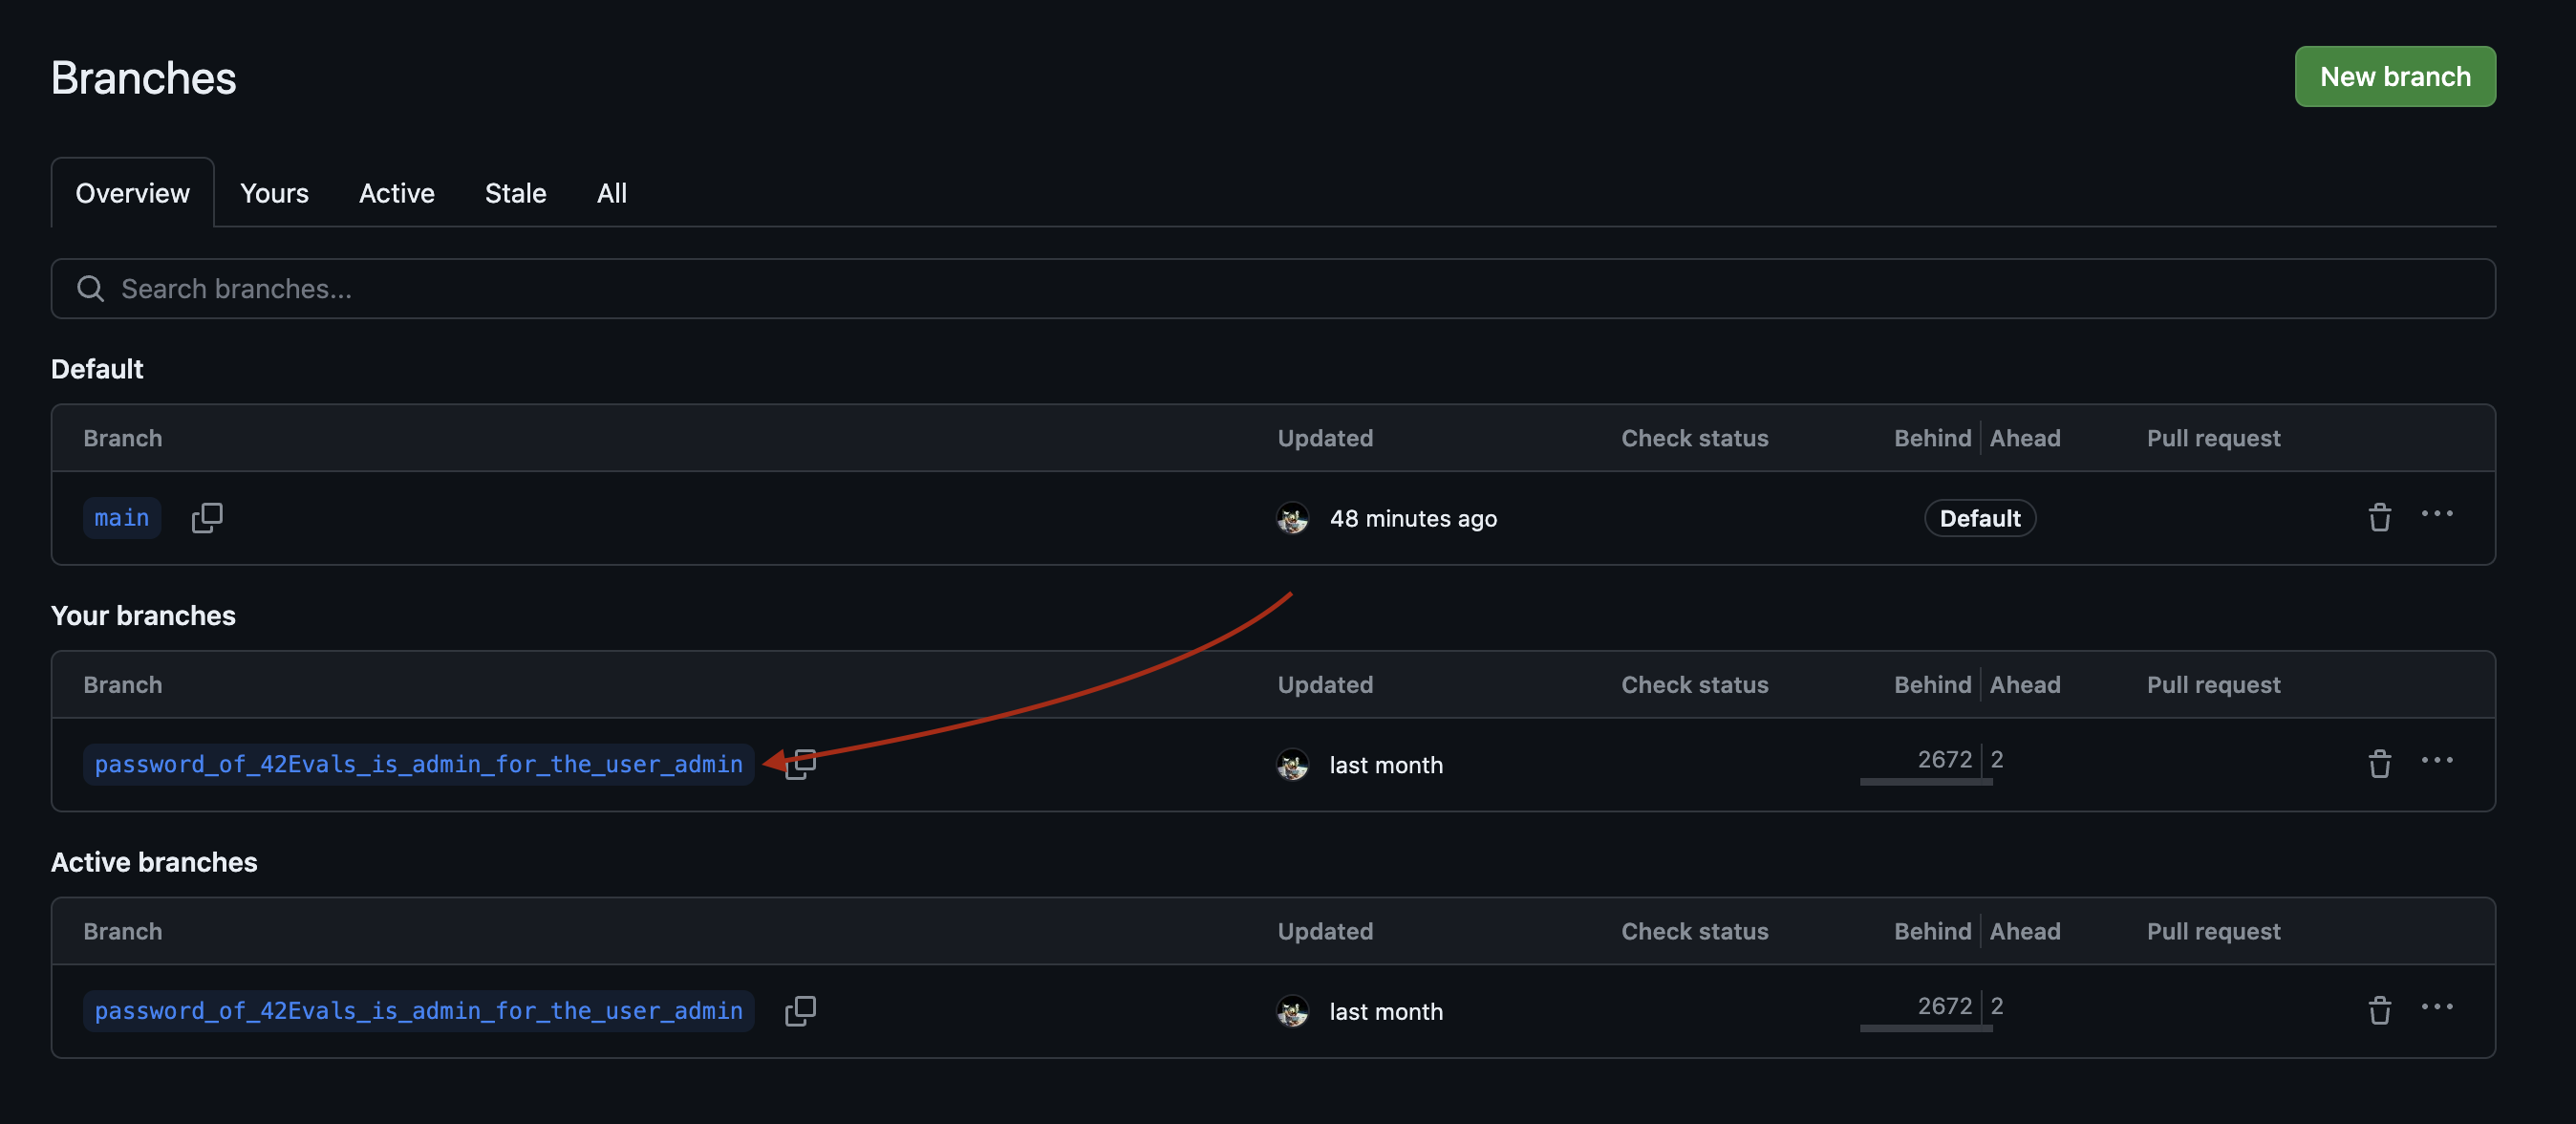 Branches
New branch
Overview Yours Active Stale All
Search branches...
Default
Branch Updated Check status Behind Ahead Pull request
main 48 minutes ago Default
Your branches
Branch Updated Check status Behind Ahead Pull request
password_of_42Evals_is_admin_for_the_user_admin last month 2672 2
Active branches
Branch Updated Check status Behind Ahead Pull request
password_of_42Evals_is_admin_for_the_user_admin last month 2672 2